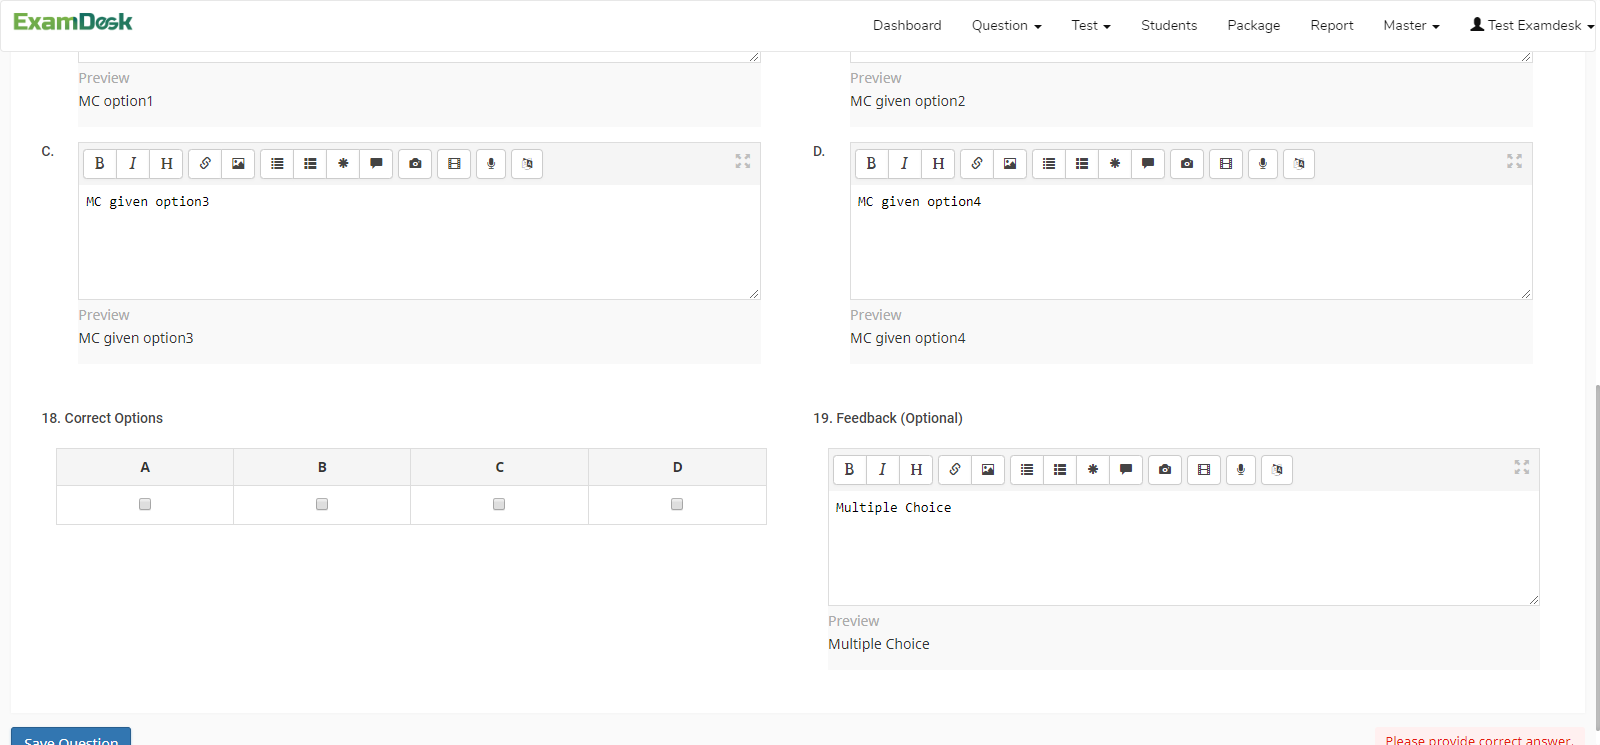 ExamDesk
Dashboard Question Test Students Package Report Master Test Examdesk
Preview Preview
MC option1 MC given option2
C. D.
B I H B I H
MC given option3 MC given option4
Preview Preview
MC given option3 MC given option4
18. Correct Options 19. Feedback (Optional)
A B C D
B I H
Multiple Choice
Preview
Multiple Choice
Save Question Please provide correct answer.